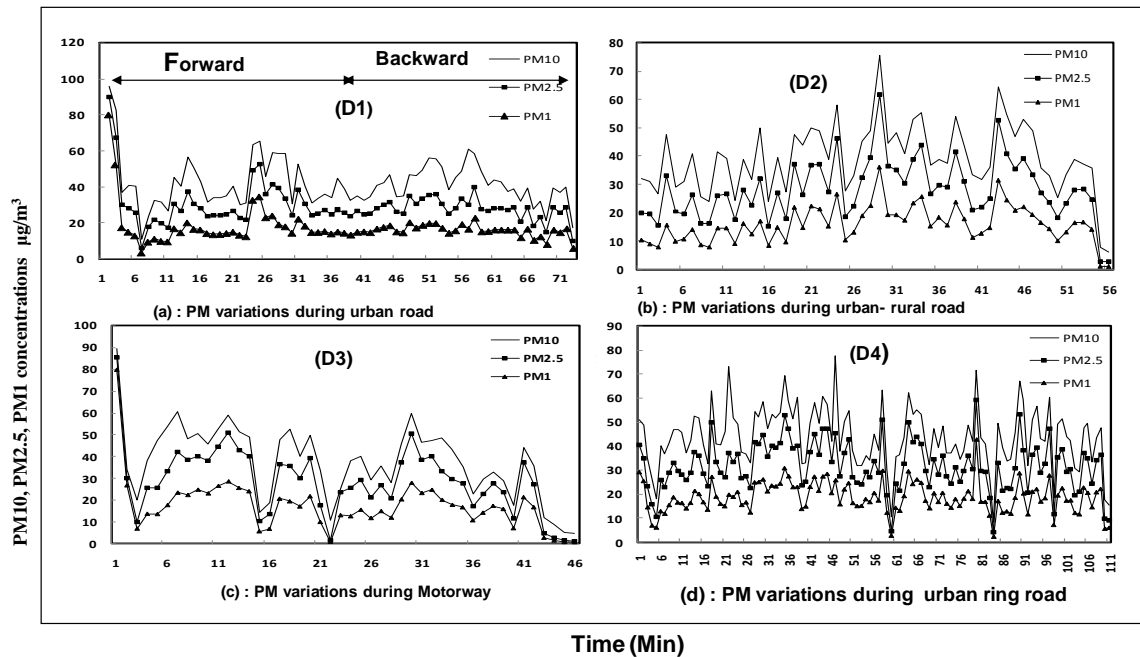 PM10, PM2.5, PM1 concentrations µg/m³
120
100
80
60
40
20
0
Forward
Backward
(D1)
PM10
PM2.5
PM1
1 6 11 16 21 26 31 36 41 46 51 56 61 66 71
(a) : PM variations during urban road
80
70
60
50
40
30
20
10
0
(D2)
PM10
PM2.5
PM1
1 6 11 16 21 26 31 36 41 46 51 56
(b) : PM variations during urban- rural road
100
90
80
70
60
50
40
30
20
10
0
(D3)
PM10
PM2.5
PM1
1 6 11 16 21 26 31 36 41 46
(c) : PM variations during Motorway
90
80
70
60
50
40
30
20
10
0
(D4)
PM10
PM2.5
PM1
1 6 11 16 21 26 31 36 41 46 51 56 61 66 71 76 81 86 91 96 101 106 111
(d) : PM variations during urban ring road
Time (Min)